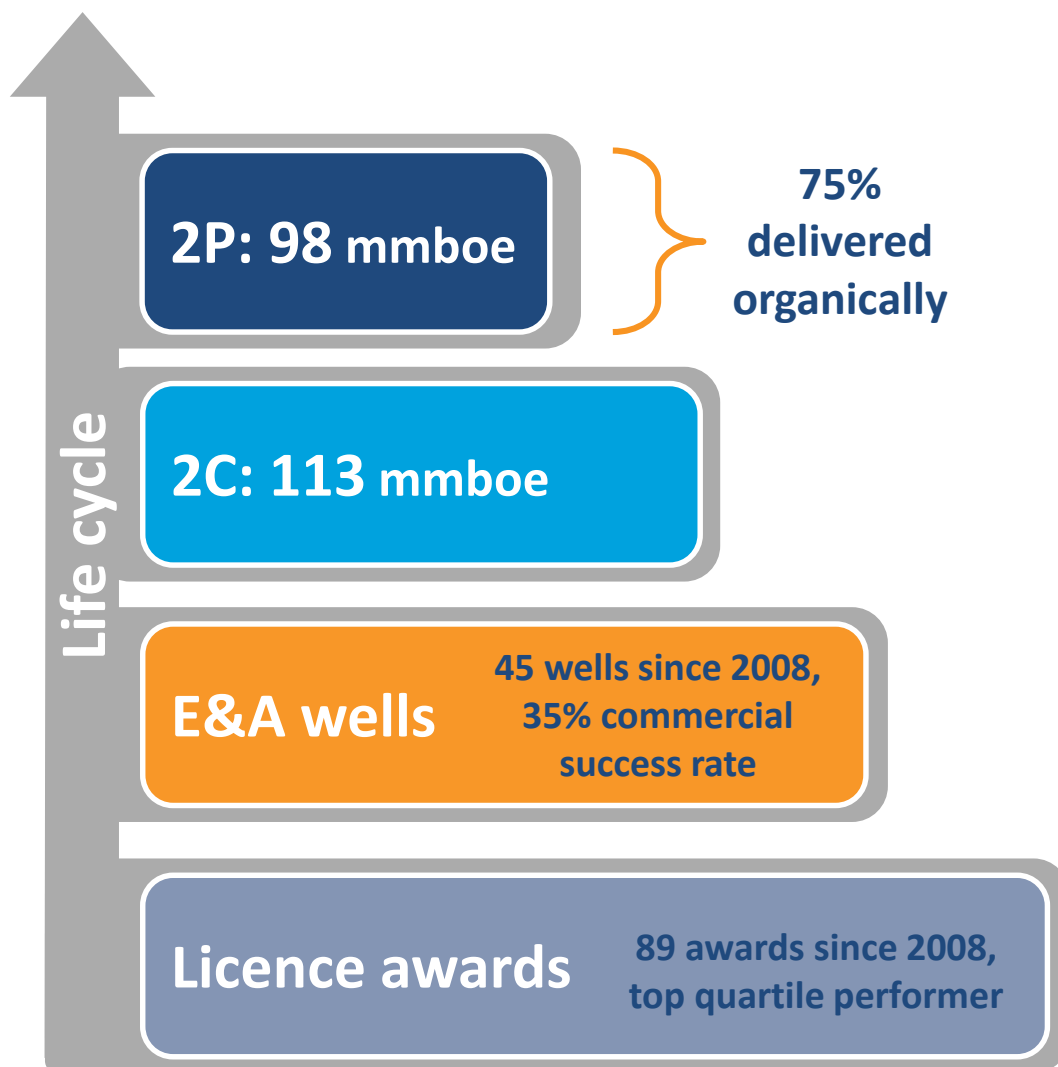 2P: 98 mmboe
75%
delivered
organically
2C: 113 mmboe
Life cycle
E&A wells
45 wells since 2008,
35% commercial
success rate
Licence awards
89 awards since 2008,
top quartile performer